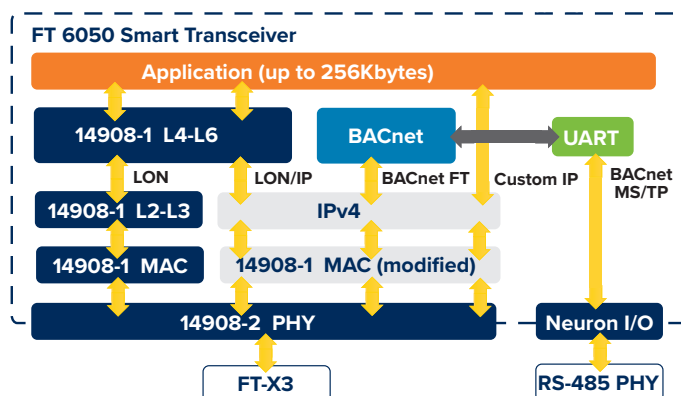 FT 6050 Smart Transceiver
Application (up to 256Kbytes)
14908-1 L4-L6
BACnet
UART
LON
LON/IP
BACnet FT
Custom IP
BACnet
MS/TP
14908-1 L2-L3
IPv4
14908-1 MAC
14908-1 MAC (modified)
14908-2 PHY
Neuron I/O
FT-X3
RS-485 PHY